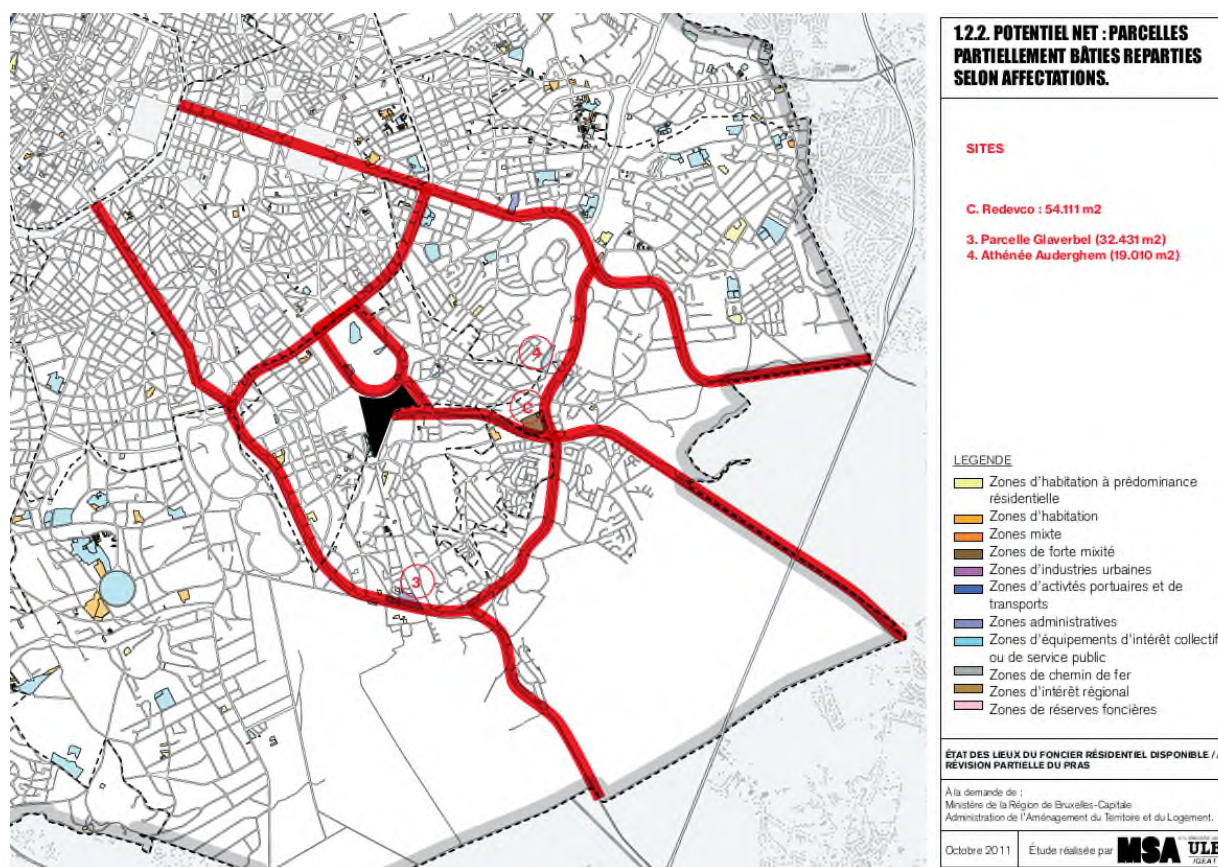 1.2.2. POTENTIEL NET : PARCELLES
PARTIELLEMENT BÂTIES REPARTIES
SELON AFFECTATIONS.
SITES
C. Redevco : 54.111 m2
3. Parcelle Glaverbel (32.431 m2)
4. Athénée Auderghem (19.010 m2)
4
C
3
LEGENDE
Zones d'habitation à prédominance
résidentielle
Zones d'habitation
Zones mixte
Zones de forte mixité
Zones d'industries urbaines
Zones d'activtés portuaires et de
transports
Zones administratives
Zones d'équipements d'intérêt collectif
ou de service public
Zones de chemin de fer
Zones d'intérêt régional
Zones de réserves foncières
ÉTAT DES LIEUX DU FONCIER RÉSIDENTIEL DISPONIBLE /
RÉVISION PARTIELLE DU PRAS
À la demande de :
Ministère de la Région de Bruxelles-Capitale
Administration de l'Aménagement du Territoire et du Logement.
Octobre 2011
Étude réalisée par MSA
IGEAT